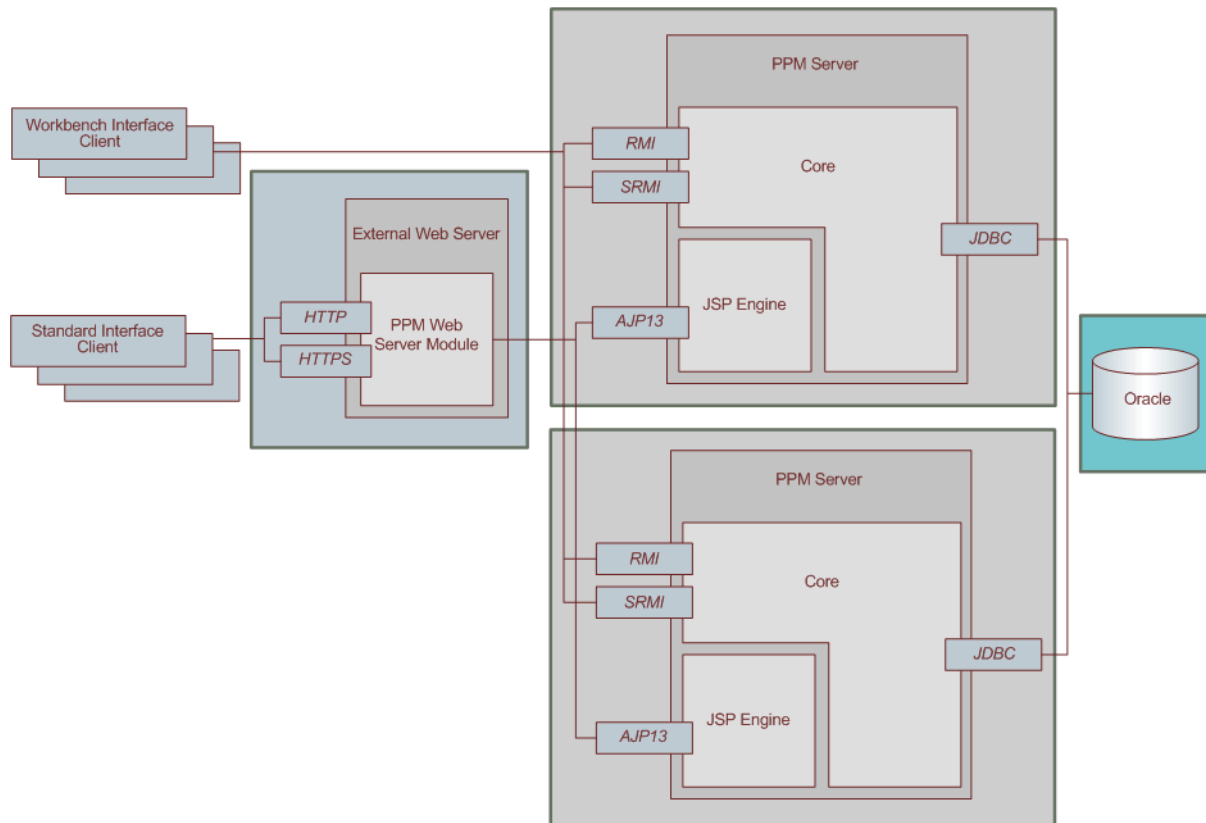 PPM Server
Workbench Interface
Client
RMI
Core
SRMI
External Web Server
JDBC
HTTP
PPM Web
Server Module
HTTPS
AJP13
JSP Engine
Standard Interface
Client
Oracle
PPM Server
RMI
Core
SRMI
JDBC
JSP Engine
AJP13